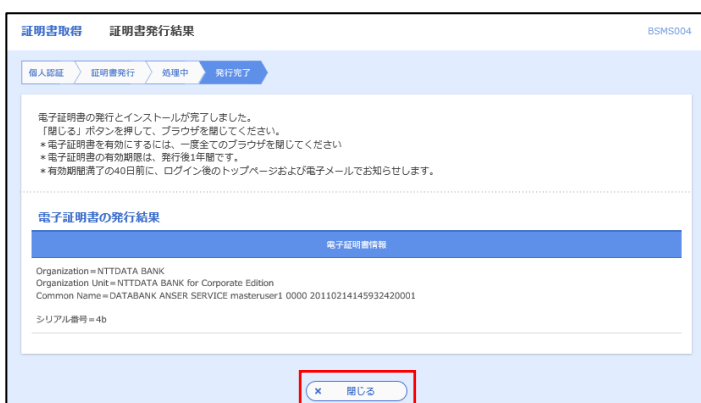 証明書取得 証明書発行結果 BSMS004
個人認証 証明書発行 処理中 発行完了
電子証明書の発行とインストールが完了しました。
「閉じる」ボタンを押して、ブラウザを閉じてください。
*電子証明書を有効にするには、一度全てのブラウザを閉じてください
*電子証明書の有効期限は、発行後1年間です。
*有効期間満了の40日前に、ログイン後のトップページおよび電子メールでお知らせします。
電子証明書の発行結果
電子証明書情報
Organization=NTTDATA BANK
Organization Unit=NTTDATA BANK for Corporate Edition
Common Name=DATABANK ANSER SERVICE masteruser1 0000 20110214145932420001
シリアル番号=4b
× 閉じる